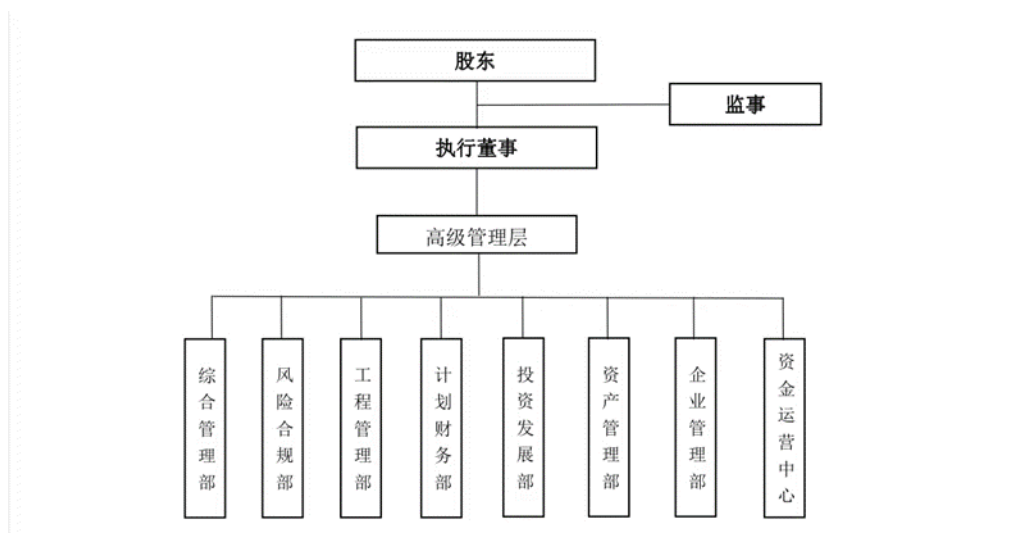 股东
监事
执行董事
高级管理层
综合管理部
风险合规部
工程管理部
计划财务部
投资发展部
资产管理部
企业管理部
资金运营中心